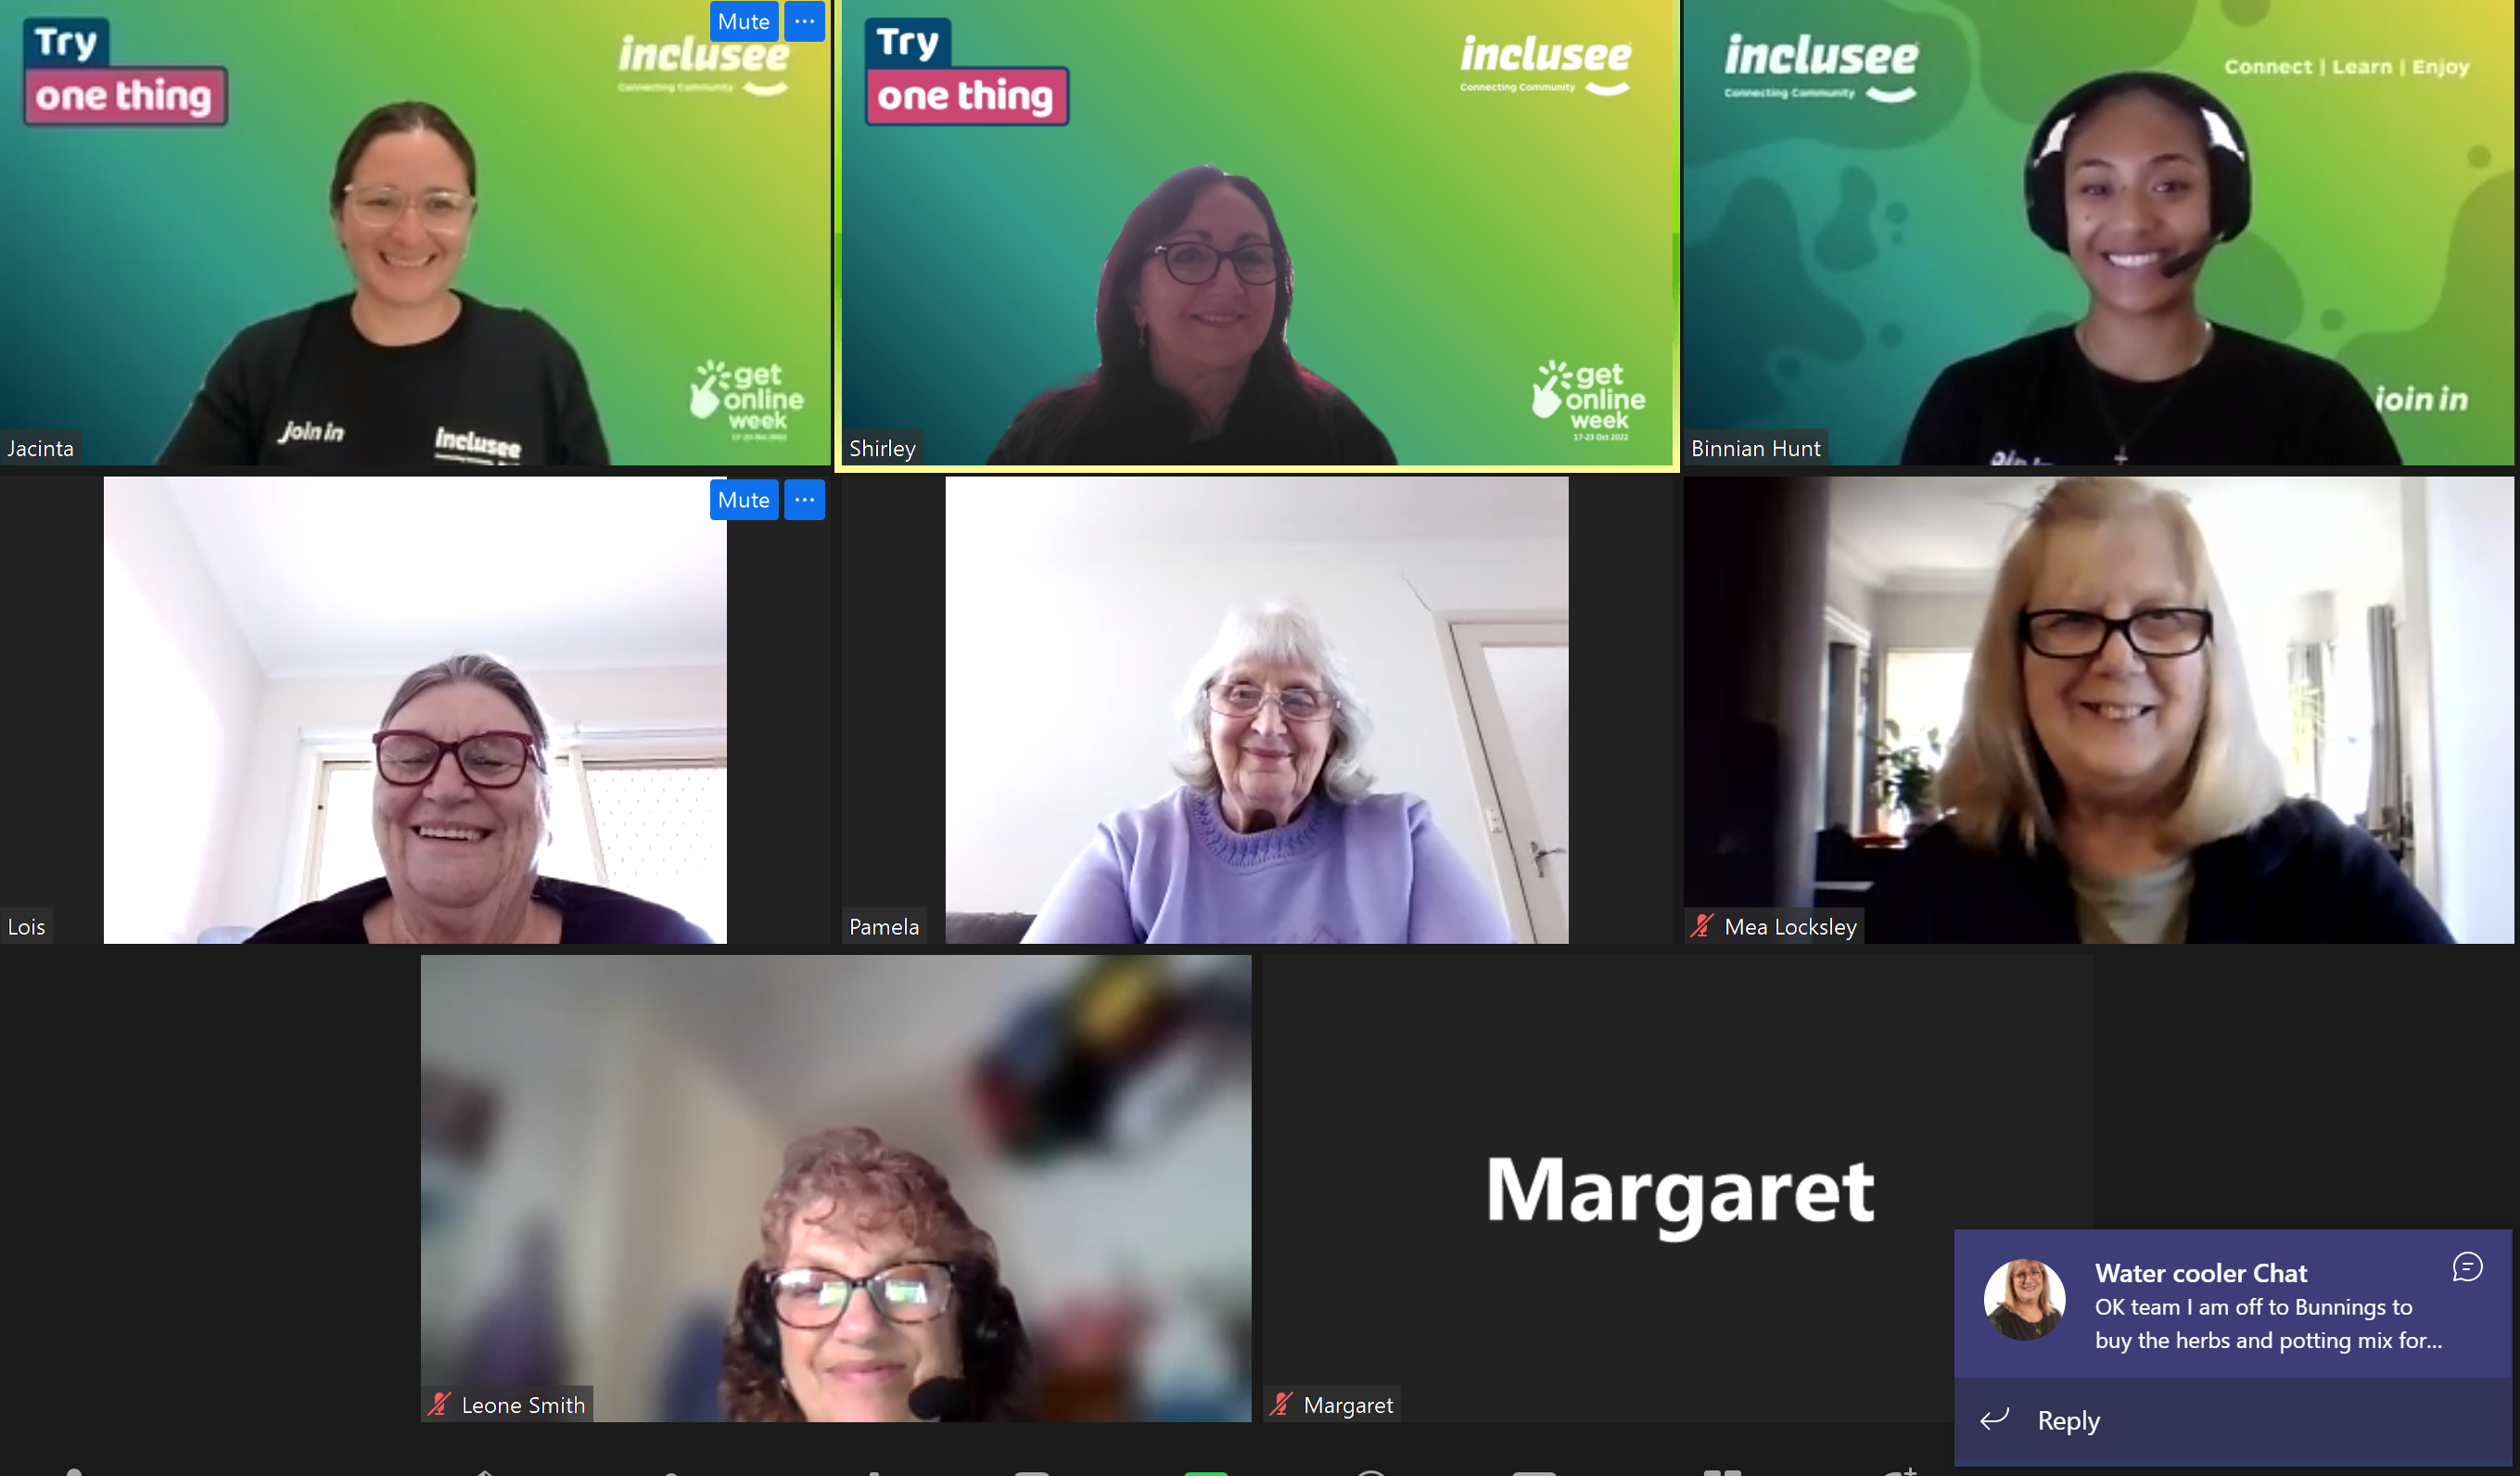 Try
one thing
Mute
...
inclusee
Connecting Community
join in
inclusee
get
online
week
17-23 Oct 2022
Jacinta
Try
one thing
inclusee
Connecting Community
get
online
week
17-23 Oct 2022
Shirley
inclusee
Connecting Community
Connect | Learn | Enjoy
join in
Binnian Hunt
Mute
...
Lois
Pamela
Mea Locksley
Leone Smith
Margaret
Margaret
Water cooler Chat
OK team I am off to Bunnings to
buy the herbs and potting mix for...
Reply